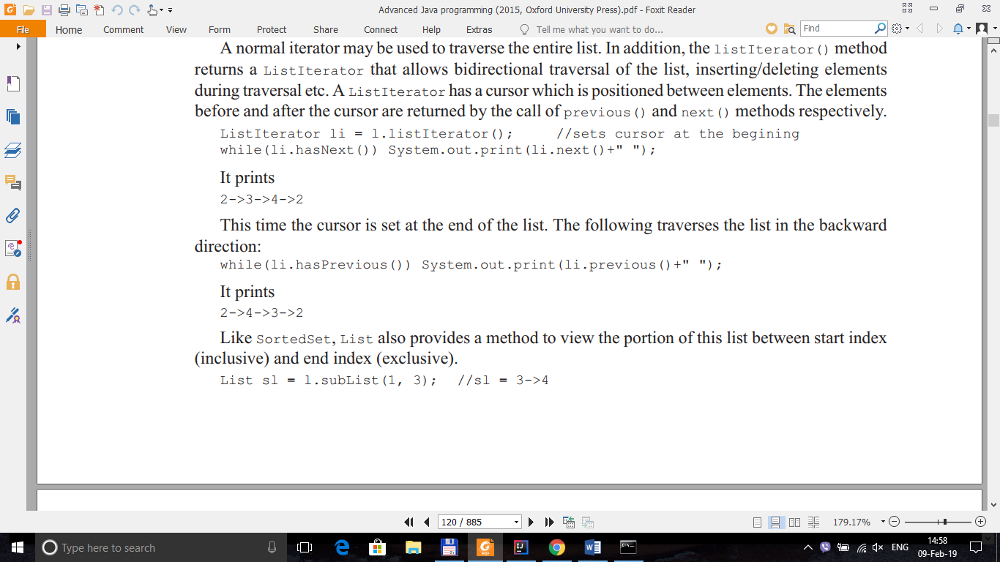 Advanced Java programming (2015, Oxford University Press).pdf - Foxit Reader
File Home Comment View Form Protect Share Connect Help Extras Tell me what you want to do... Find
A normal iterator may be used to traverse the entire list. In addition, the listIterator() method
returns a ListIterator that allows bidirectional traversal of the list, inserting/deleting elements
during traversal etc. A ListIterator has a cursor which is positioned between elements. The elements
before and after the cursor are returned by the call of previous() and next() methods respectively.
ListIterator li = l.listIterator(); //sets cursor at the begining
while(li.hasNext()) System.out.print(li.next()+" ");
It prints
2->3->4->2
This time the cursor is set at the end of the list. The following traverses the list in the backward
direction:
while(li.hasPrevious()) System.out.print(li.previous()+" ");
It prints
2->4->3->2
Like SortedSet, List also provides a method to view the portion of this list between start index
(inclusive) and end index (exclusive).
List sl = l.subList(1, 3); //sl = 3->4
120 / 885 179.17%
Type here to search ENG 14:58
09-Feb-19